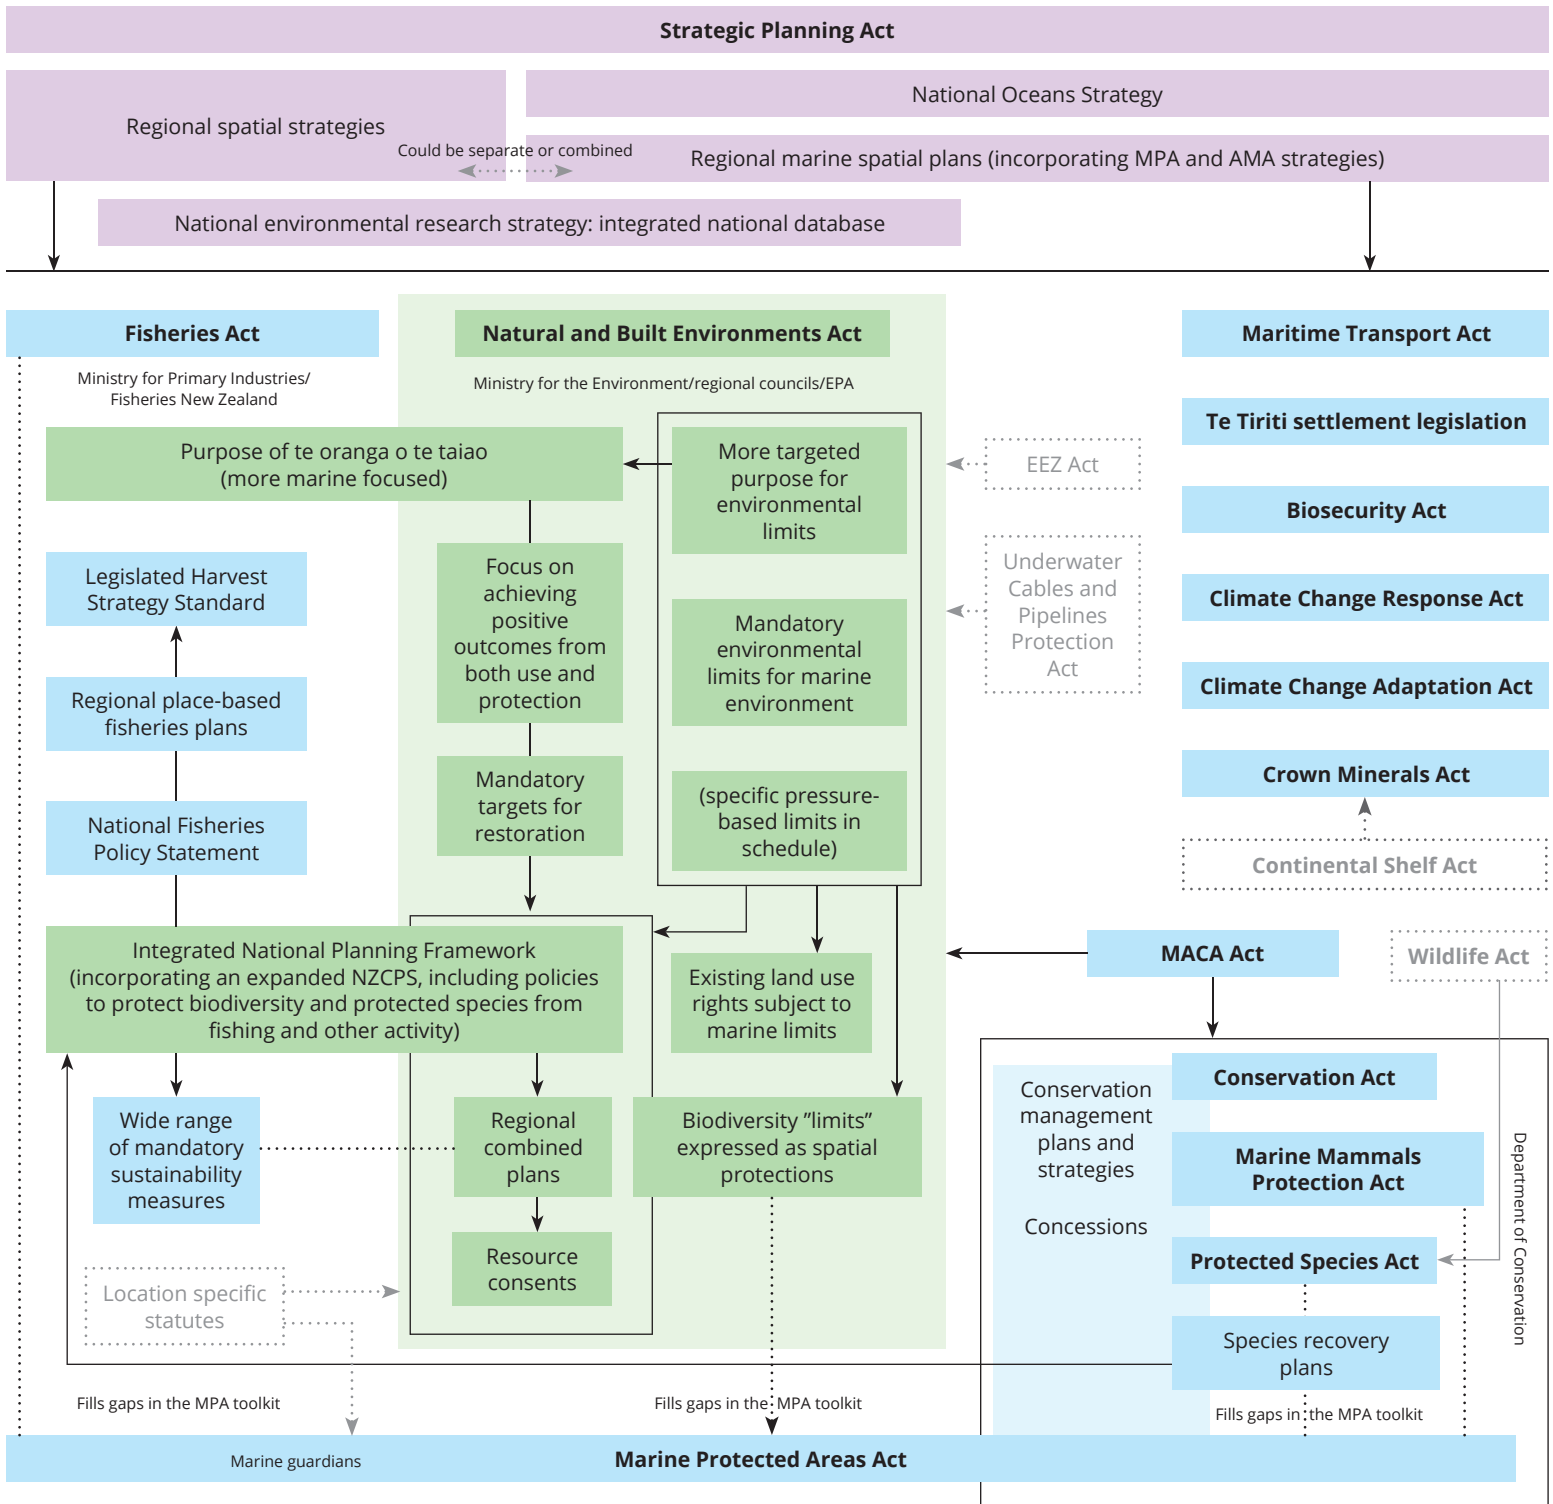 Strategic Planning Act
Regional spatial strategies
National Oceans Strategy
Could be separate or combined
Regional marine spatial plans (incorporating MPA and AMA strategies)
National environmental research strategy: integrated national database
Fisheries Act
Ministry for Primary Industries/
Fisheries New Zealand
Natural and Built Environments Act
Ministry for the Environment/regional councils/EPA
Maritime Transport Act
Te Tiriti settlement legislation
Biosecurity Act
Climate Change Response Act
Climate Change Adaptation Act
Crown Minerals Act
Continental Shelf Act
Purpose of te oranga o te taiao
(more marine focused)
More targeted
purpose for
environmental
limits
EEZ Act
Underwater
Cables and
Pipelines
Protection
Act
Legislated Harvest
Strategy Standard
Focus on
achieving
positive
outcomes from
both use and
protection
Mandatory
environmental
limits for marine
environment
Regional place-based
fisheries plans
Mandatory
targets for
restoration
(specific pressure-
based limits in
schedule)
National Fisheries
Policy Statement
Integrated National Planning Framework
(incorporating an expanded NZCPS, including policies
to protect biodiversity and protected species from
fishing and other activity)
Existing land use
rights subject to
marine limits
MACA Act
Wildlife Act
Wide range
of mandatory
sustainability
measures
Regional
combined
plans
Biodiversity ”limits”
expressed as spatial
protections
Resource
consents
Location specific
statutes
Conservation
management
plans and
strategies
Concessions
Conservation Act
Marine Mammals
Protection Act
Protected Species Act
Species recovery
plans
Department of Conservation
Fills gaps in the MPA toolkit
Fills gaps in the MPA toolkit
Fills gaps in the MPA toolkit
Marine guardians
Marine Protected Areas Act